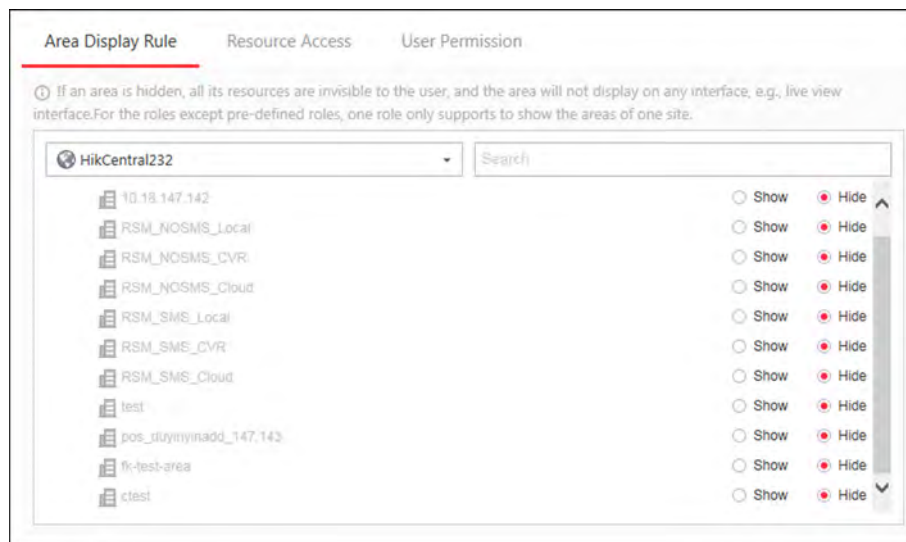 Area Display Rule Resource Access User Permission
If an area is hidden, all its resources are invisible to the user, and the area will not display on any interface, e.g., live view
interface.For the roles except pre-defined roles, one role only supports to show the areas of one site.
HikCentral232 Search
10.18.147.142 Show Hide
RSM_NOSMS_Local Show Hide
RSM_NOSMS_CVR Show Hide
RSM_NOSMS_Cloud Show Hide
RSM_SMS_Local Show Hide
RSM_SMS_CVR Show Hide
RSM_SMS_Cloud Show Hide
test Show Hide
pos_duyinyinadd_147.143 Show Hide
fk-test-area Show Hide
ctest Show Hide